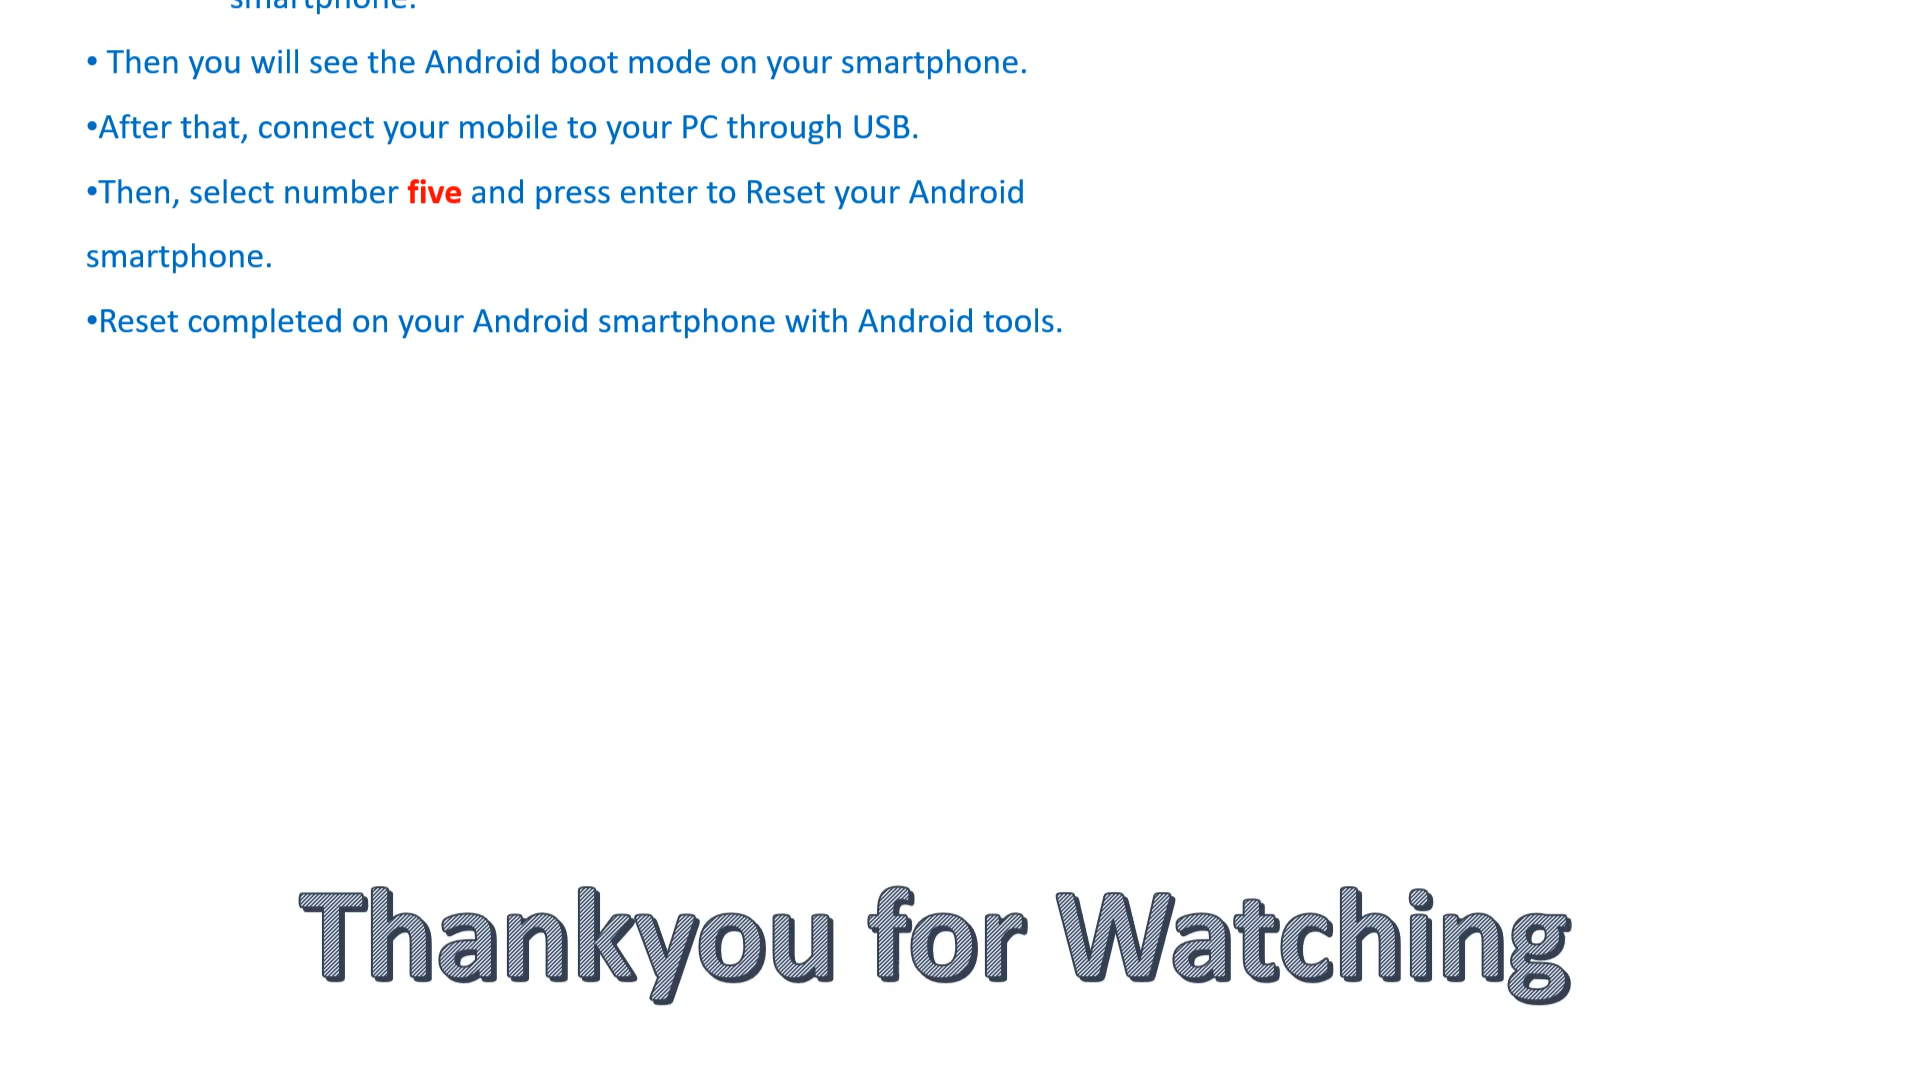 smartphone.
• Then you will see the Android boot mode on your smartphone.
•After that, connect your mobile to your PC through USB.
•Then, select number five and press enter to Reset your Android
smartphone.
•Reset completed on your Android smartphone with Android tools.
Thankyou for Watching